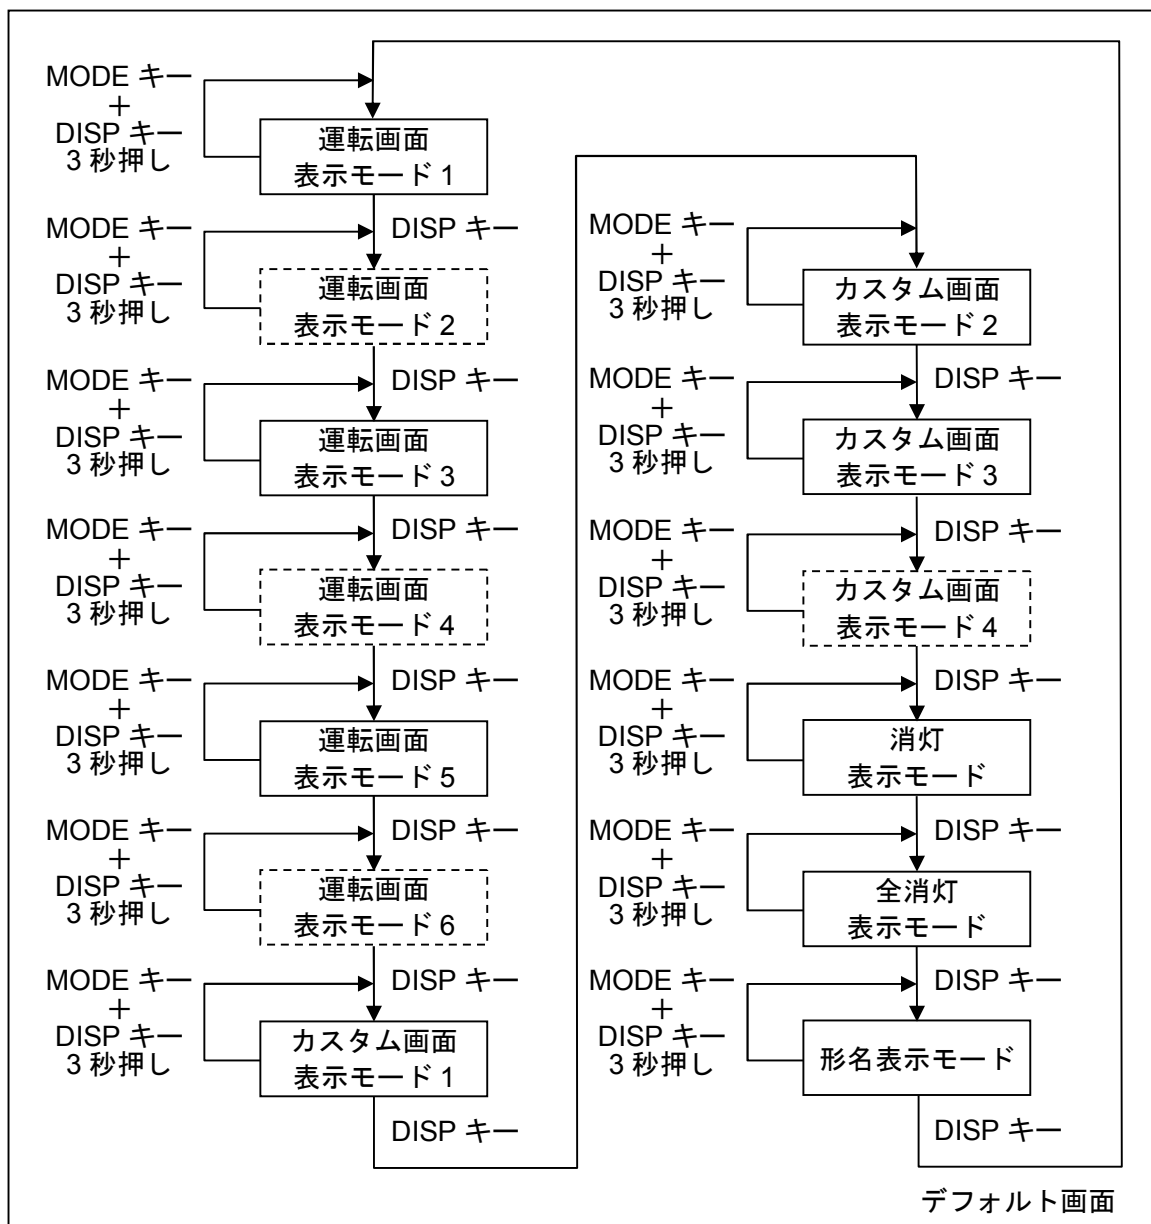 MODE キー
＋
DISP キー
3 秒押し
運転画面
表示モード 1
MODE キー
＋
DISP キー
3 秒押し
DISP キー
運転画面
表示モード 2
MODE キー
＋
DISP キー
3 秒押し
DISP キー
運転画面
表示モード 3
MODE キー
＋
DISP キー
3 秒押し
DISP キー
運転画面
表示モード 4
MODE キー
＋
DISP キー
3 秒押し
DISP キー
運転画面
表示モード 5
MODE キー
＋
DISP キー
3 秒押し
DISP キー
運転画面
表示モード 6
MODE キー
＋
DISP キー
3 秒押し
DISP キー
カスタム画面
表示モード 1
DISP キー
MODE キー
＋
DISP キー
3 秒押し
カスタム画面
表示モード 2
MODE キー
＋
DISP キー
3 秒押し
DISP キー
カスタム画面
表示モード 3
MODE キー
＋
DISP キー
3 秒押し
DISP キー
カスタム画面
表示モード 4
MODE キー
＋
DISP キー
3 秒押し
DISP キー
消灯
表示モード
MODE キー
＋
DISP キー
3 秒押し
DISP キー
全消灯
表示モード
MODE キー
＋
DISP キー
3 秒押し
DISP キー
形名表示モード
DISP キー
デフォルト画面